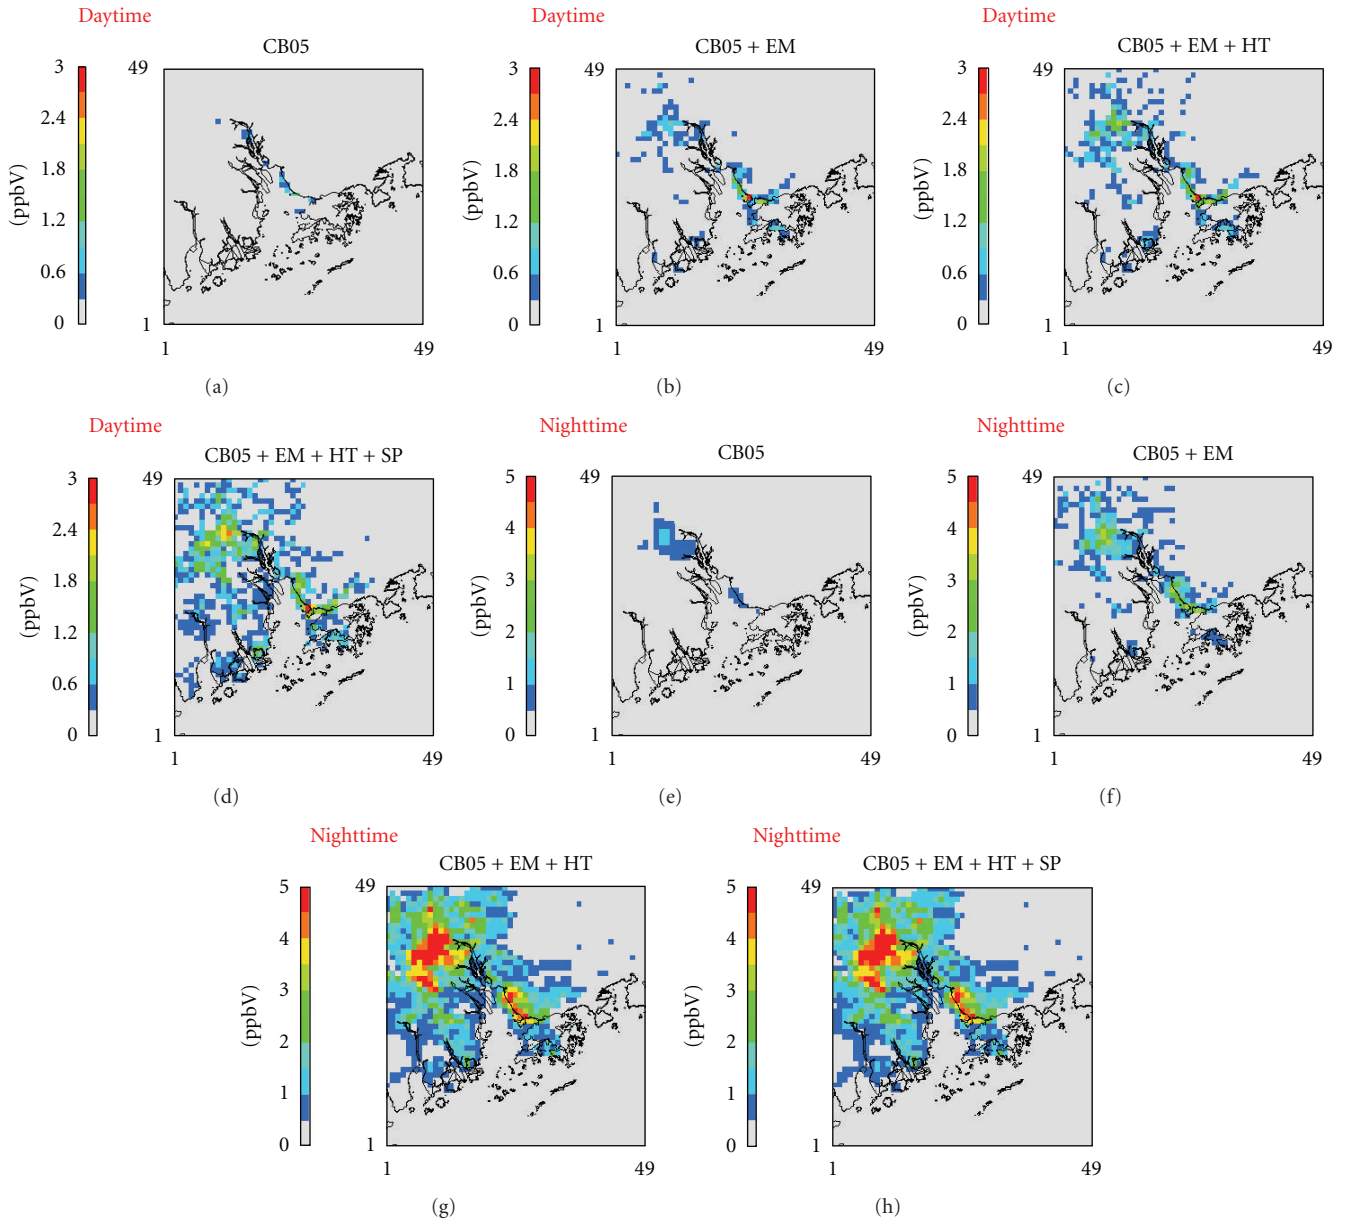 Daytime
CB05
3
2.4
1.8
1.2
0.6
0
(ppbV)
49
1
1
49
(a)
Daytime
CB05 + EM
3
2.4
1.8
1.2
0.6
0
(ppbV)
49
1
1
49
(b)
Daytime
CB05 + EM + HT
3
2.4
1.8
1.2
0.6
0
(ppbV)
49
1
1
49
(c)
Daytime
CB05 + EM + HT + SP
3
2.4
1.8
1.2
0.6
0
(ppbV)
49
1
1
49
(d)
Nighttime
CB05
5
4
3
2
1
0
(ppbV)
49
1
1
49
(e)
Nighttime
CB05 + EM
5
4
3
2
1
0
(ppbV)
49
1
1
49
(f)
Nighttime
CB05 + EM + HT
5
4
3
2
1
0
(ppbV)
49
1
1
49
(g)
Nighttime
CB05 + EM + HT + SP
5
4
3
2
1
0
(ppbV)
49
1
1
49
(h)